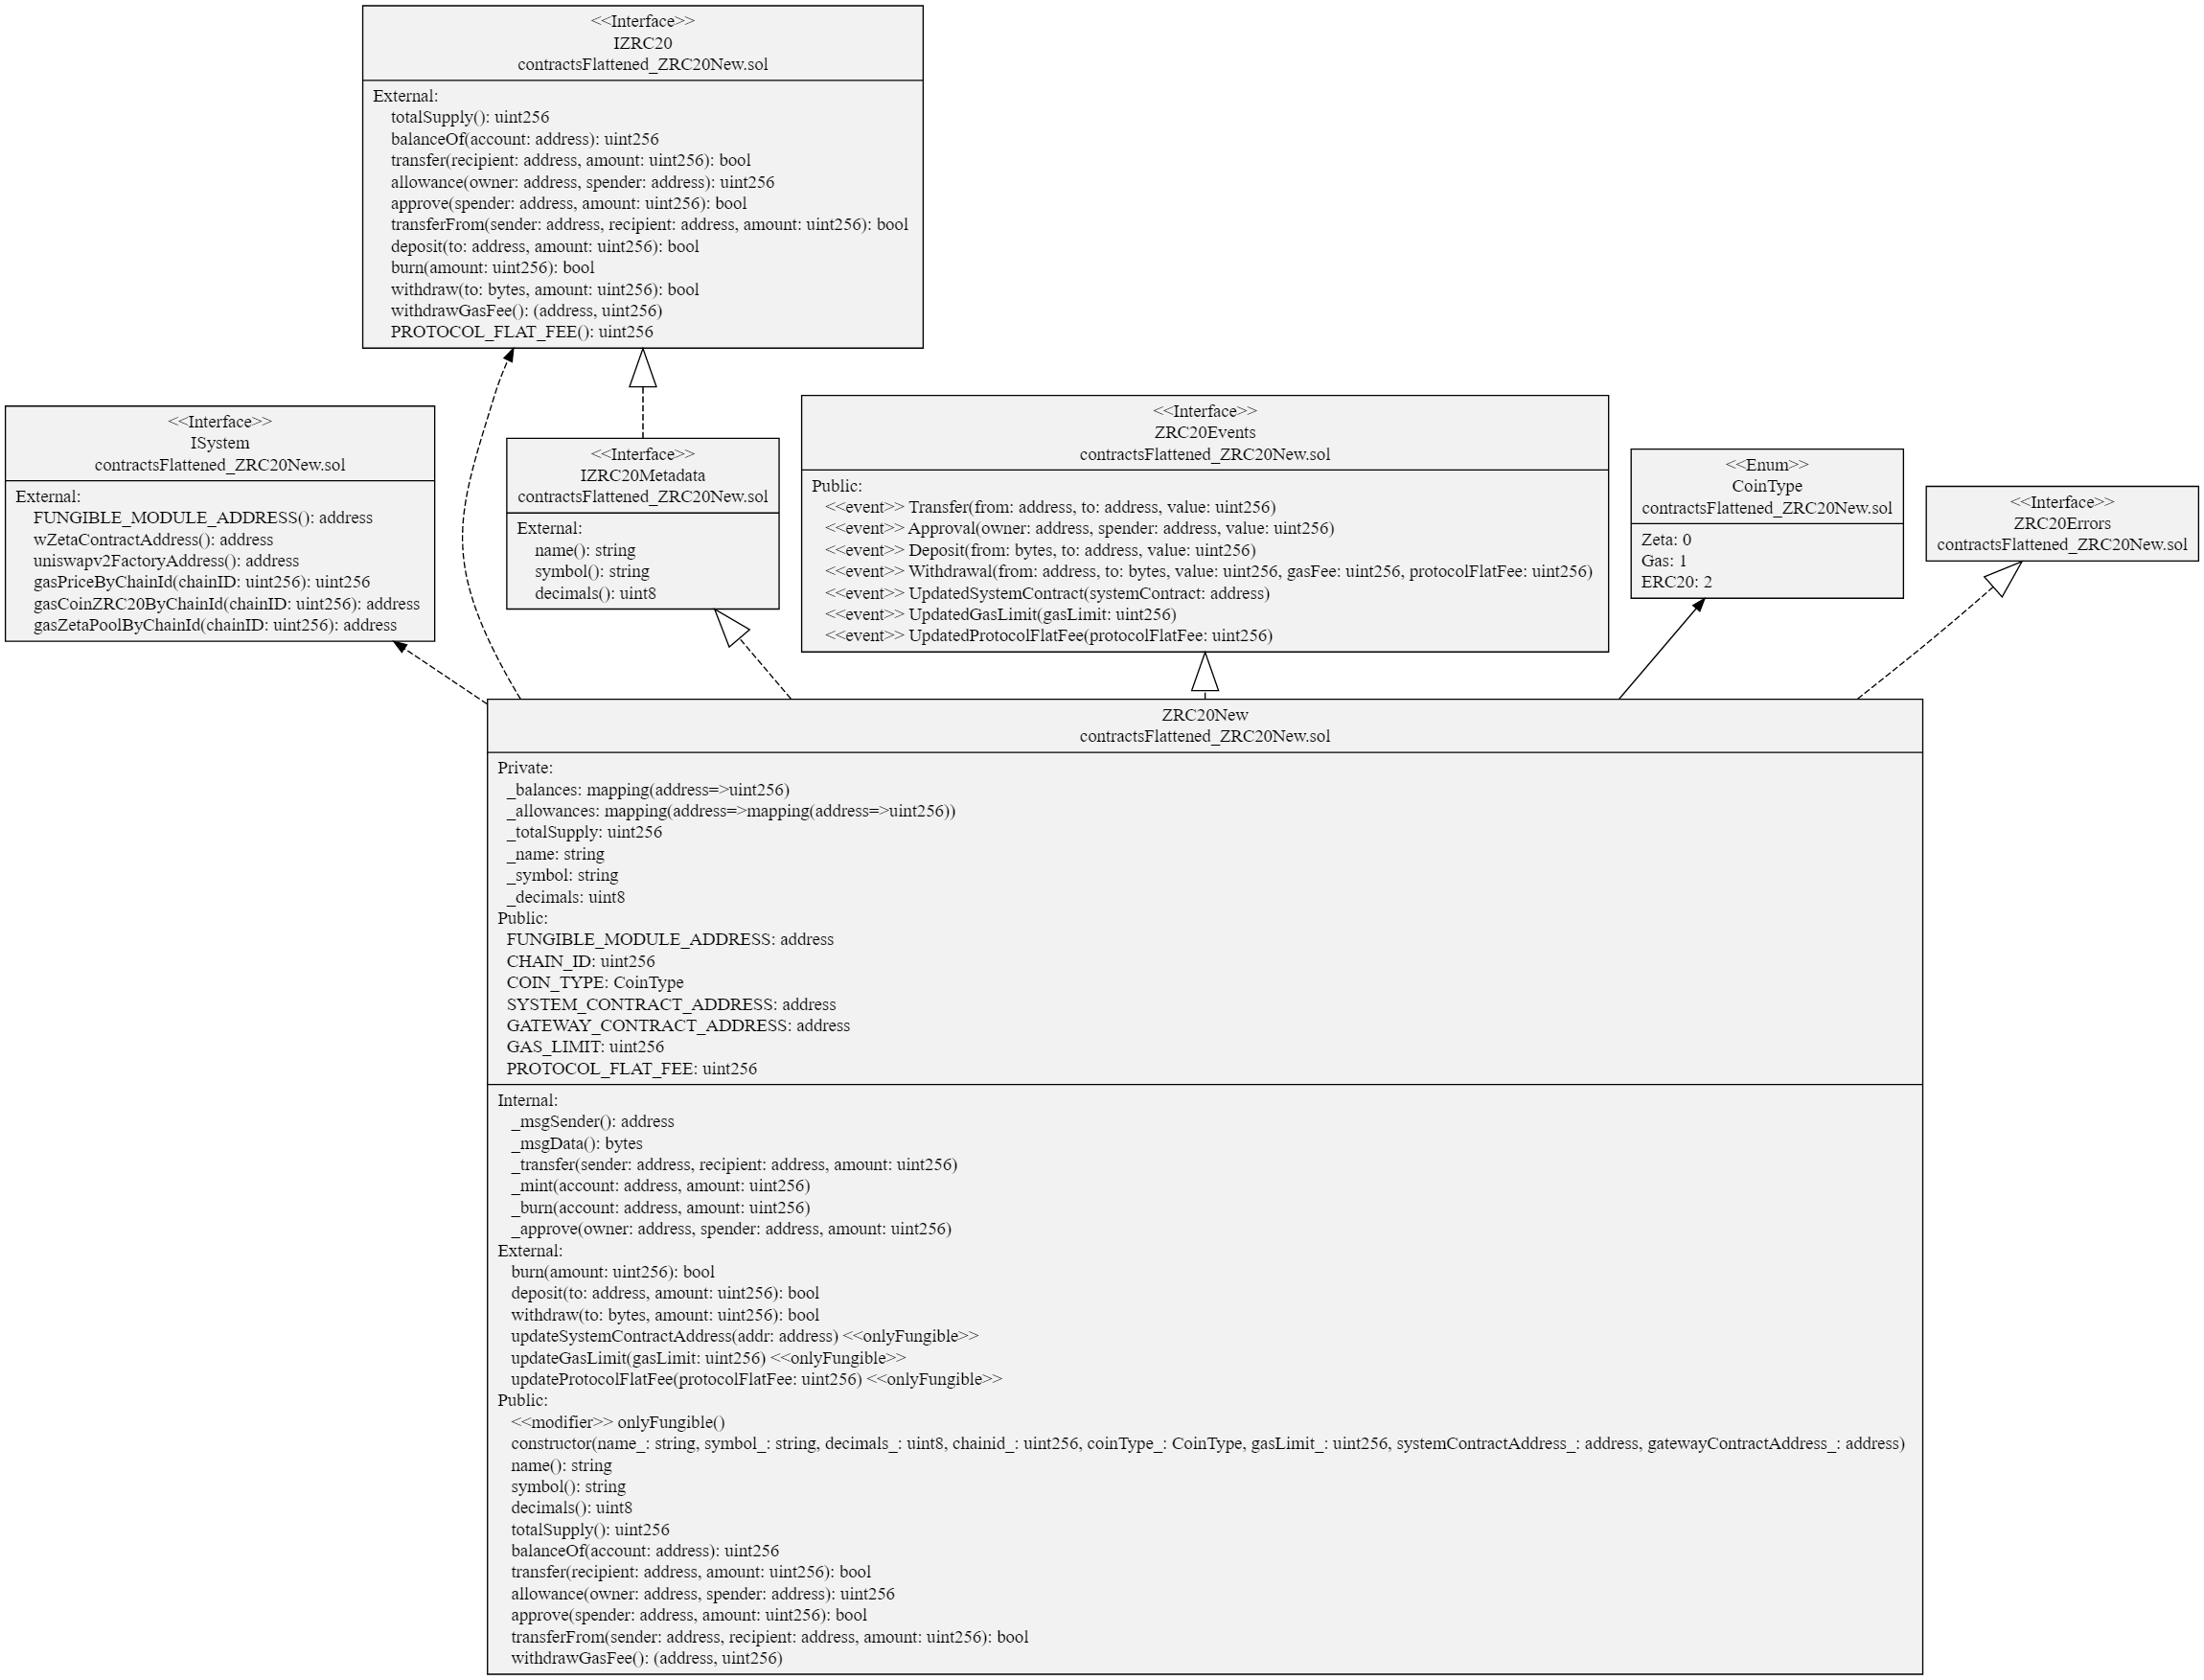 <<Interface>>
IZRC20
contractsFlattened_ZRC20New.sol
External:
totalSupply(): uint256
balanceOf(account: address): uint256
transfer(recipient: address, amount: uint256): bool
allowance(owner: address, spender: address): uint256
approve(spender: address, amount: uint256): bool
transferFrom(sender: address, recipient: address, amount: uint256): bool
deposit(to: address, amount: uint256): bool
burn(amount: uint256): bool
withdraw(to: bytes, amount: uint256): bool
withdrawGasFee(): (address, uint256)
PROTOCOL_FLAT_FEE(): uint256
<<Interface>>
ISystem
contractsFlattened_ZRC20New.sol
External:
FUNGIBLE_MODULE_ADDRESS(): address
wZetaContractAddress(): address
uniswapv2FactoryAddress(): address
gasPriceByChainId(chainID: uint256): uint256
gasCoinZRC20ByChainId(chainID: uint256): address
gasZetaPoolByChainId(chainID: uint256): address
<<Interface>>
IZRC20Metadata
contractsFlattened_ZRC20New.sol
External:
name(): string
symbol(): string
decimals(): uint8
<<Interface>>
ZRC20Events
contractsFlattened_ZRC20New.sol
Public:
<<event>> Transfer(from: address, to: address, value: uint256)
<<event>> Approval(owner: address, spender: address, value: uint256)
<<event>> Deposit(from: bytes, to: address, value: uint256)
<<event>> Withdrawal(from: address, to: bytes, value: uint256, gasFee: uint256, protocolFlatFee: uint256)
<<event>> UpdatedSystemContract(systemContract: address)
<<event>> UpdatedGasLimit(gasLimit: uint256)
<<event>> UpdatedProtocolFlatFee(protocolFlatFee: uint256)
<<Enum>>
CoinType
contractsFlattened_ZRC20New.sol
Zeta: 0
Gas: 1
ERC20: 2
<<Interface>>
ZRC20Errors
contractsFlattened_ZRC20New.sol
ZRC20New
contractsFlattened_ZRC20New.sol
Private:
_balances: mapping(address=>uint256)
_allowances: mapping(address=>mapping(address=>uint256))
_totalSupply: uint256
_name: string
_symbol: string
_decimals: uint8
Public:
FUNGIBLE_MODULE_ADDRESS: address
CHAIN_ID: uint256
COIN_TYPE: CoinType
SYSTEM_CONTRACT_ADDRESS: address
GATEWAY_CONTRACT_ADDRESS: address
GAS_LIMIT: uint256
PROTOCOL_FLAT_FEE: uint256
Internal:
_msgSender(): address
_msgData(): bytes
_transfer(sender: address, recipient: address, amount: uint256)
_mint(account: address, amount: uint256)
_burn(account: address, amount: uint256)
_approve(owner: address, spender: address, amount: uint256)
External:
burn(amount: uint256): bool
deposit(to: address, amount: uint256): bool
withdraw(to: bytes, amount: uint256): bool
updateSystemContractAddress(addr: address) <<onlyFungible>>
updateGasLimit(gasLimit: uint256) <<onlyFungible>>
updateProtocolFlatFee(protocolFlatFee: uint256) <<onlyFungible>>
Public:
<<modifier>> onlyFungible()
constructor(name_: string, symbol_: string, decimals_: uint8, chainid_: uint256, coinType_: CoinType, gasLimit_: uint256, systemContractAddress_: address, gatewayContractAddress_: address)
name(): string
symbol(): string
decimals(): uint8
totalSupply(): uint256
balanceOf(account: address): uint256
transfer(recipient: address, amount: uint256): bool
allowance(owner: address, spender: address): uint256
approve(spender: address, amount: uint256): bool
transferFrom(sender: address, recipient: address, amount: uint256): bool
withdrawGasFee(): (address, uint256)